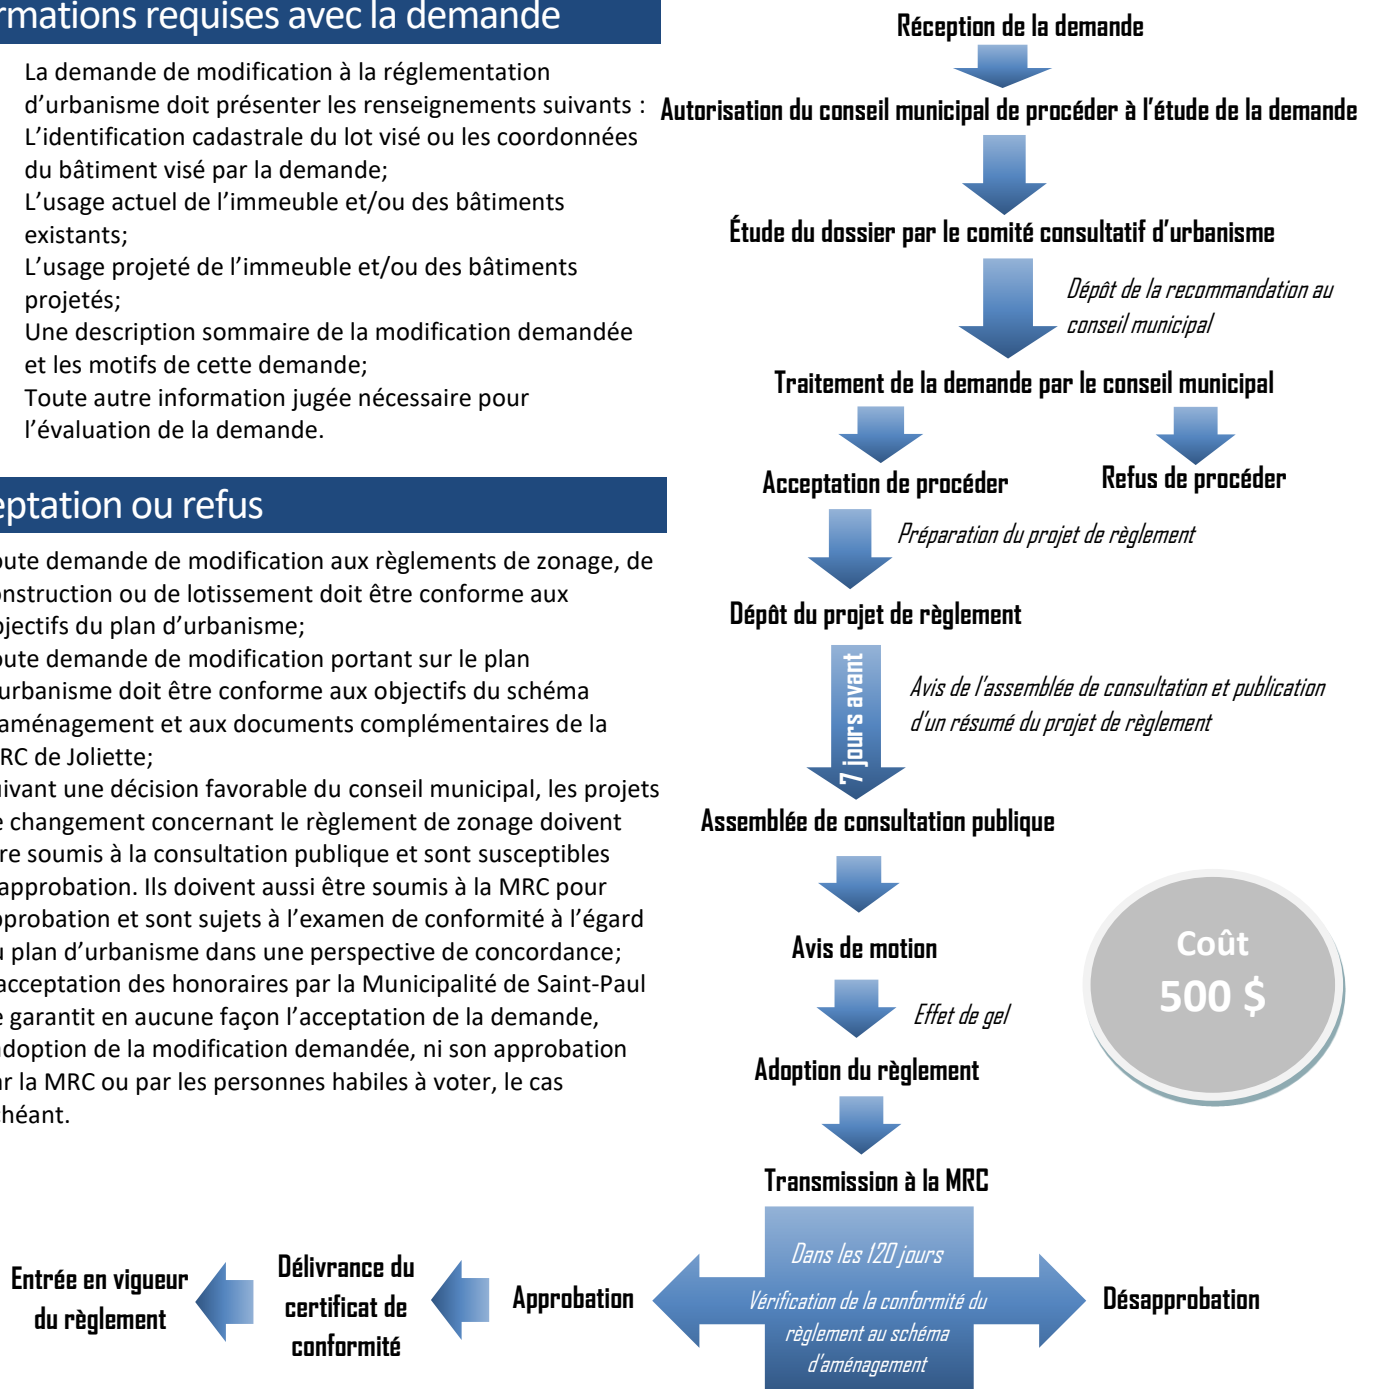 rmations requises avec la demande
La demande de modification à la réglementation
d’urbanisme doit présenter les renseignements suivants :
L’identification cadastrale du lot visé ou les coordonnées
du bâtiment visé par la demande;
L’usage actuel de l’immeuble et/ou des bâtiments
existants;
L’usage projeté de l’immeuble et/ou des bâtiments
projetés;
Une description sommaire de la modification demandée
et les motifs de cette demande;
Toute autre information jugée nécessaire pour
l’évaluation de la demande.
eptation ou refus
oute demande de modification aux règlements de zonage, de
onstruction ou de lotissement doit être conforme aux
bjectifs du plan d’urbanisme;
oute demande de modification portant sur le plan
urbanisme doit être conforme aux objectifs du schéma
aménagement et aux documents complémentaires de la
RC de Joliette;
uivant une décision favorable du conseil municipal, les projets
e changement concernant le règlement de zonage doivent
re soumis à la consultation publique et sont susceptibles
approbation. Ils doivent aussi être soumis à la MRC pour
probation et sont sujets à l’examen de conformité à l’égard
u plan d’urbanisme dans une perspective de concordance;
acceptation des honoraires par la Municipalité de Saint-Paul
e garantit en aucune façon l’acceptation de la demande,
adoption de la modification demandée, ni son approbation
ar la MRC ou par les personnes habiles à voter, le cas
chéant.
Réception de la demande
Autorisation du conseil municipal de procéder à l’étude de la demande
Étude du dossier par le comité consultatif d’urbanisme
Dépôt de la recommandation au
conseil municipal
Traitement de la demande par le conseil municipal
Acceptation de procéder
Refus de procéder
Préparation du projet de règlement
Dépôt du projet de règlement
7 jours avant
Avis de l’assemblée de consultation et publication
d’un résumé du projet de règlement
Assemblée de consultation publique
Avis de motion
Effet de gel
Adoption du règlement
Coût
500 $
Transmission à la MRC
Dans les 120 jours
Vérification de la conformité du
règlement au schéma
d’aménagement
Désapprobation
Approbation
Délivrance du
certificat de
conformité
Entrée en vigueur
du règlement